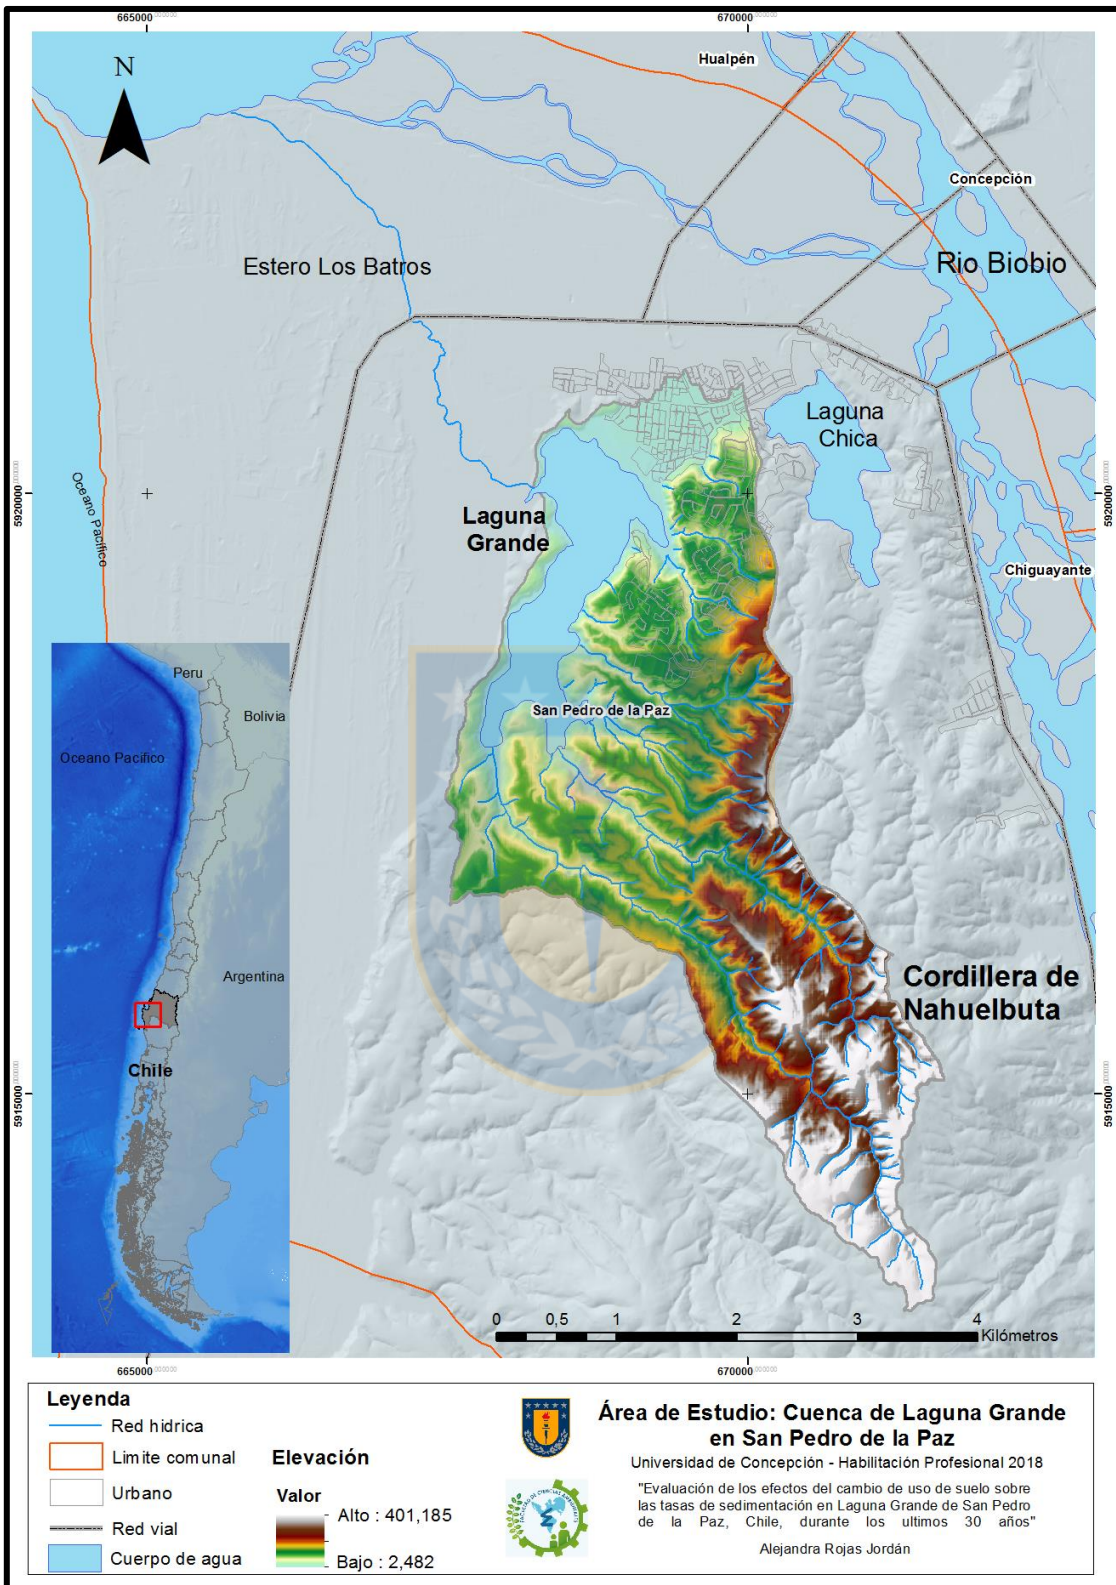 665000
670000
N
Hualpén
Concepción
Estero Los Batros
Rio Biobio
Laguna
Chica
5920000
5920000
Oceano Pacífico
Laguna
Grande
Chiguayante
Peru
Bolivia
San Pedro de la Paz
Oceano Pacifico
Argentina
Cordillera de
Nahuelbuta
Chile
5915000
5915000
0 0,5 1 2 3 4
Kilómetros
665000
670000
Leyenda
Red hidrica
Limite comunal
Urbano
Red vial
Cuerpo de agua
Elevación
Valor
Alto : 401,185
Bajo : 2,482
Área de Estudio: Cuenca de Laguna Grande
en San Pedro de la Paz
Universidad de Concepción - Habilitación Profesional 2018
"Evaluación de los efectos del cambio de uso de suelo sobre
las tasas de sedimentación en Laguna Grande de San Pedro
de la Paz, Chile, durante los ultimos 30 años"
Alejandra Rojas Jordán